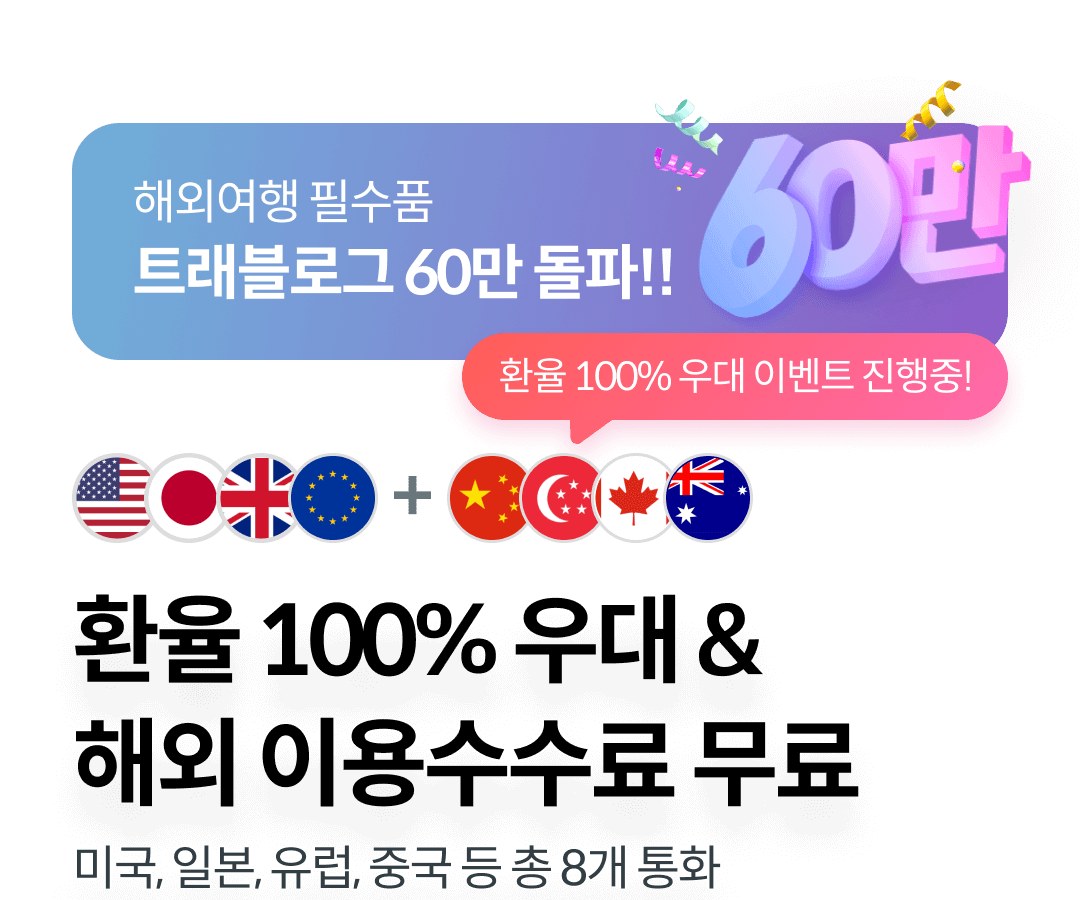 해외여행 필수품
트래블로그 60만 돌파!!
60만
환율 100% 우대 이벤트 진행중!
환율 100% 우대 &
해외 이용수수료 무료
미국, 일본, 유럽, 중국 등 총 8개 통화